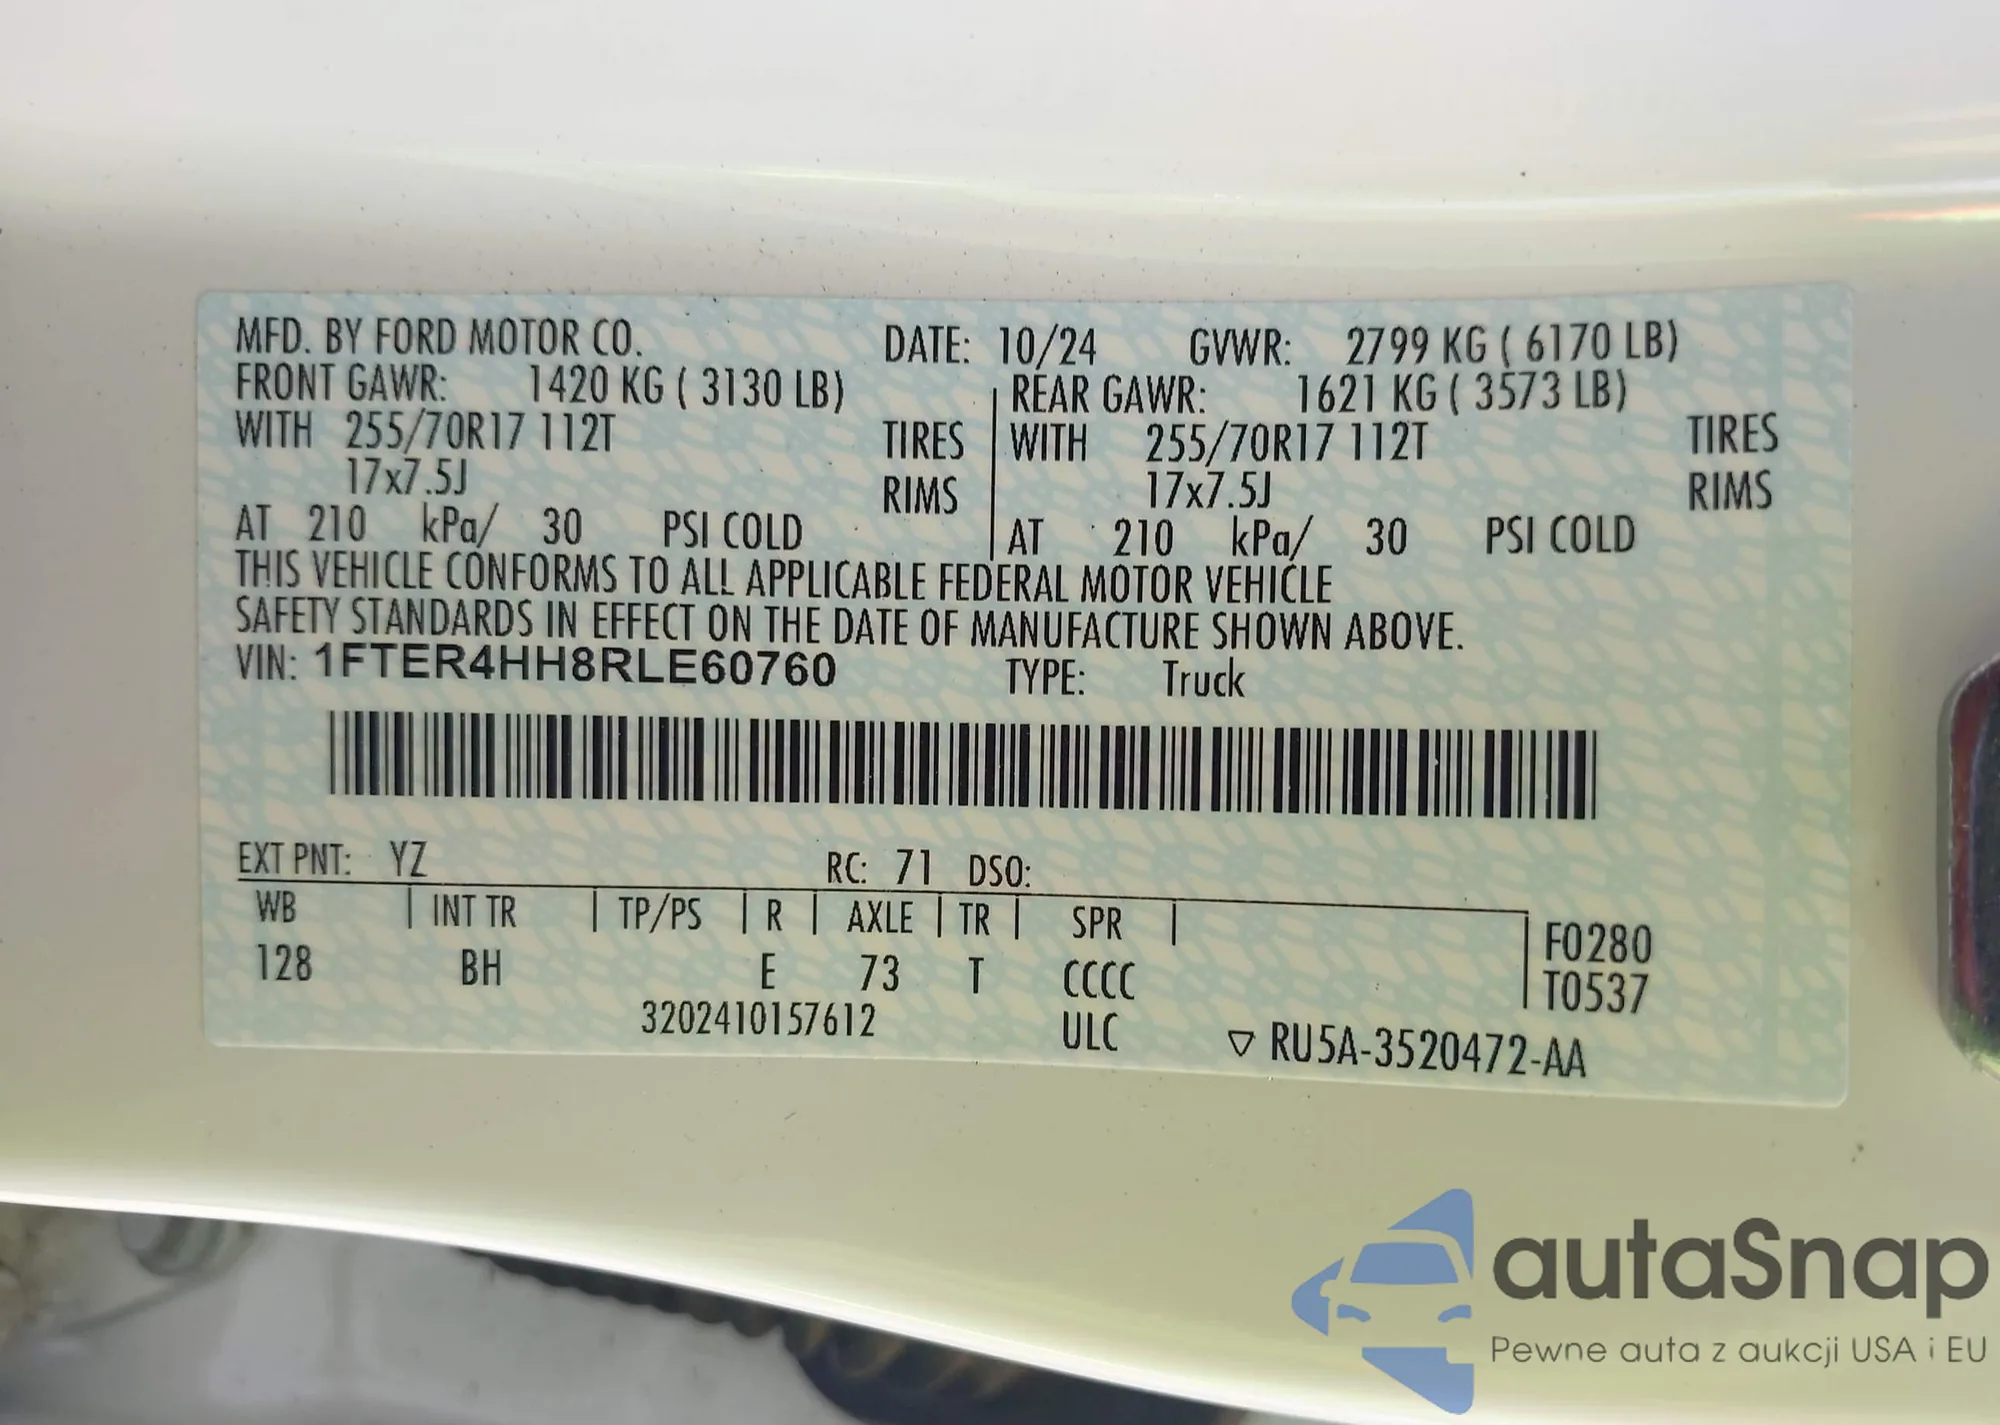 MFD. BY FORD MOTOR CO. DATE: 10/24 GVWR: 2799 KG ( 6170 LB)
FRONT GAWR: 1420 KG ( 3130 LB) REAR GAWR: 1621 KG ( 3573 LB)
WITH 255/70R17 112T TIRES WITH 255/70R17 112T TIRES
17x7.5J RIMS 17x7.5J RIMS
AT 210 kPa/ 30 PSI COLD AT 210 kPa/ 30 PSI COLD
THIS VEHICLE CONFORMS TO ALL APPLICABLE FEDERAL MOTOR VEHICLE
SAFETY STANDARDS IN EFFECT ON THE DATE OF MANUFACTURE SHOWN ABOVE.
VIN: 1FTER4HH8RLE60760 TYPE: Truck
EXT PNT: YZ RC: 71 DSO:
WB INT TR TP/PS R AXLE TR SPR F0280
128 BH E 73 T CCCC T0537
3202410157612 ULC ▽ RU5A-3520472-AA
autaSnap
Pewne auta z aukcji USA i EU